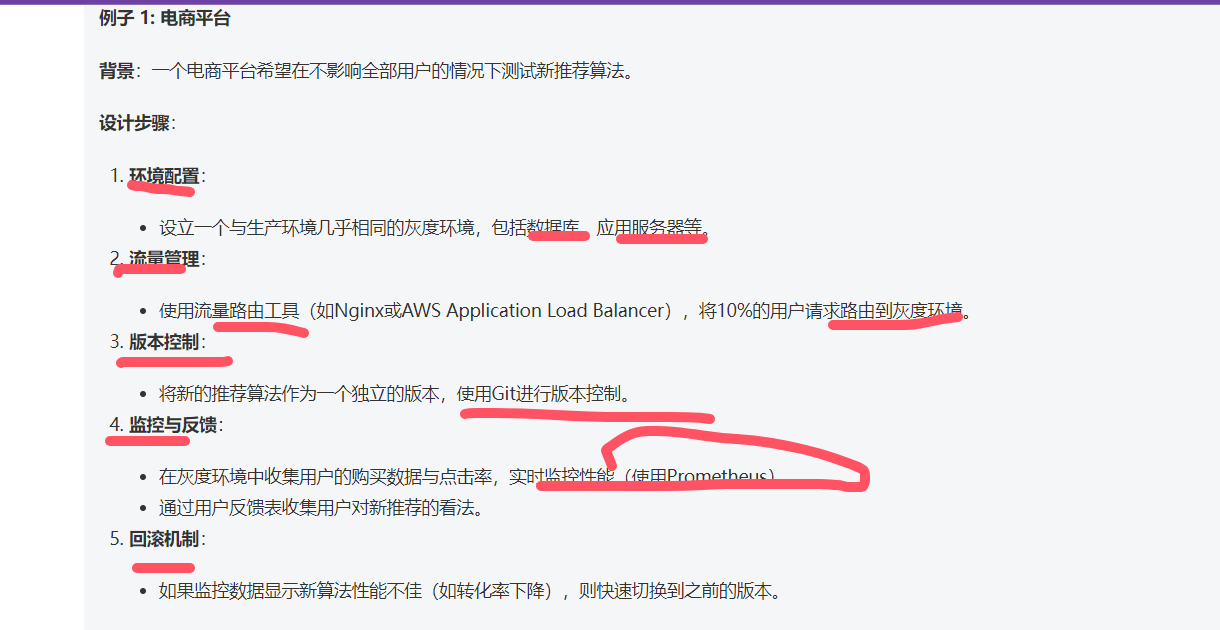 例子 1: 电商平台
背景：一个电商平台希望在不影响全部用户的情况下测试新推荐算法。
设计步骤：
1. 环境配置：
• 设立一个与生产环境几乎相同的灰度环境，包括数据库、应用服务器等。
2. 流量管理：
• 使用流量路由工具（如Nginx或AWS Application Load Balancer），将10%的用户请求路由到灰度环境。
3. 版本控制：
• 将新的推荐算法作为一个独立的版本，使用Git进行版本控制。
4. 监控与反馈：
• 在灰度环境中收集用户的购买数据与点击率，实时监控性能（使用Prometheus）
• 通过用户反馈表收集用户对新推荐的看法。
5. 回滚机制：
• 如果监控数据显示新算法性能不佳（如转化率下降），则快速切换到之前的版本。